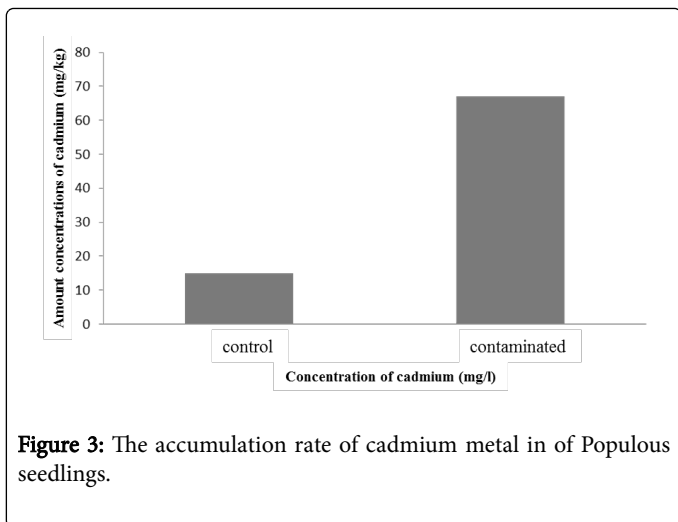 Amount concentrations of cadmium (mg/kg)
80
70
60
50
40
30
20
10
0
control
contaminated
Concentration of cadmium (mg/l)
Figure 3: The accumulation rate of cadmium metal in of Populous
seedlings.